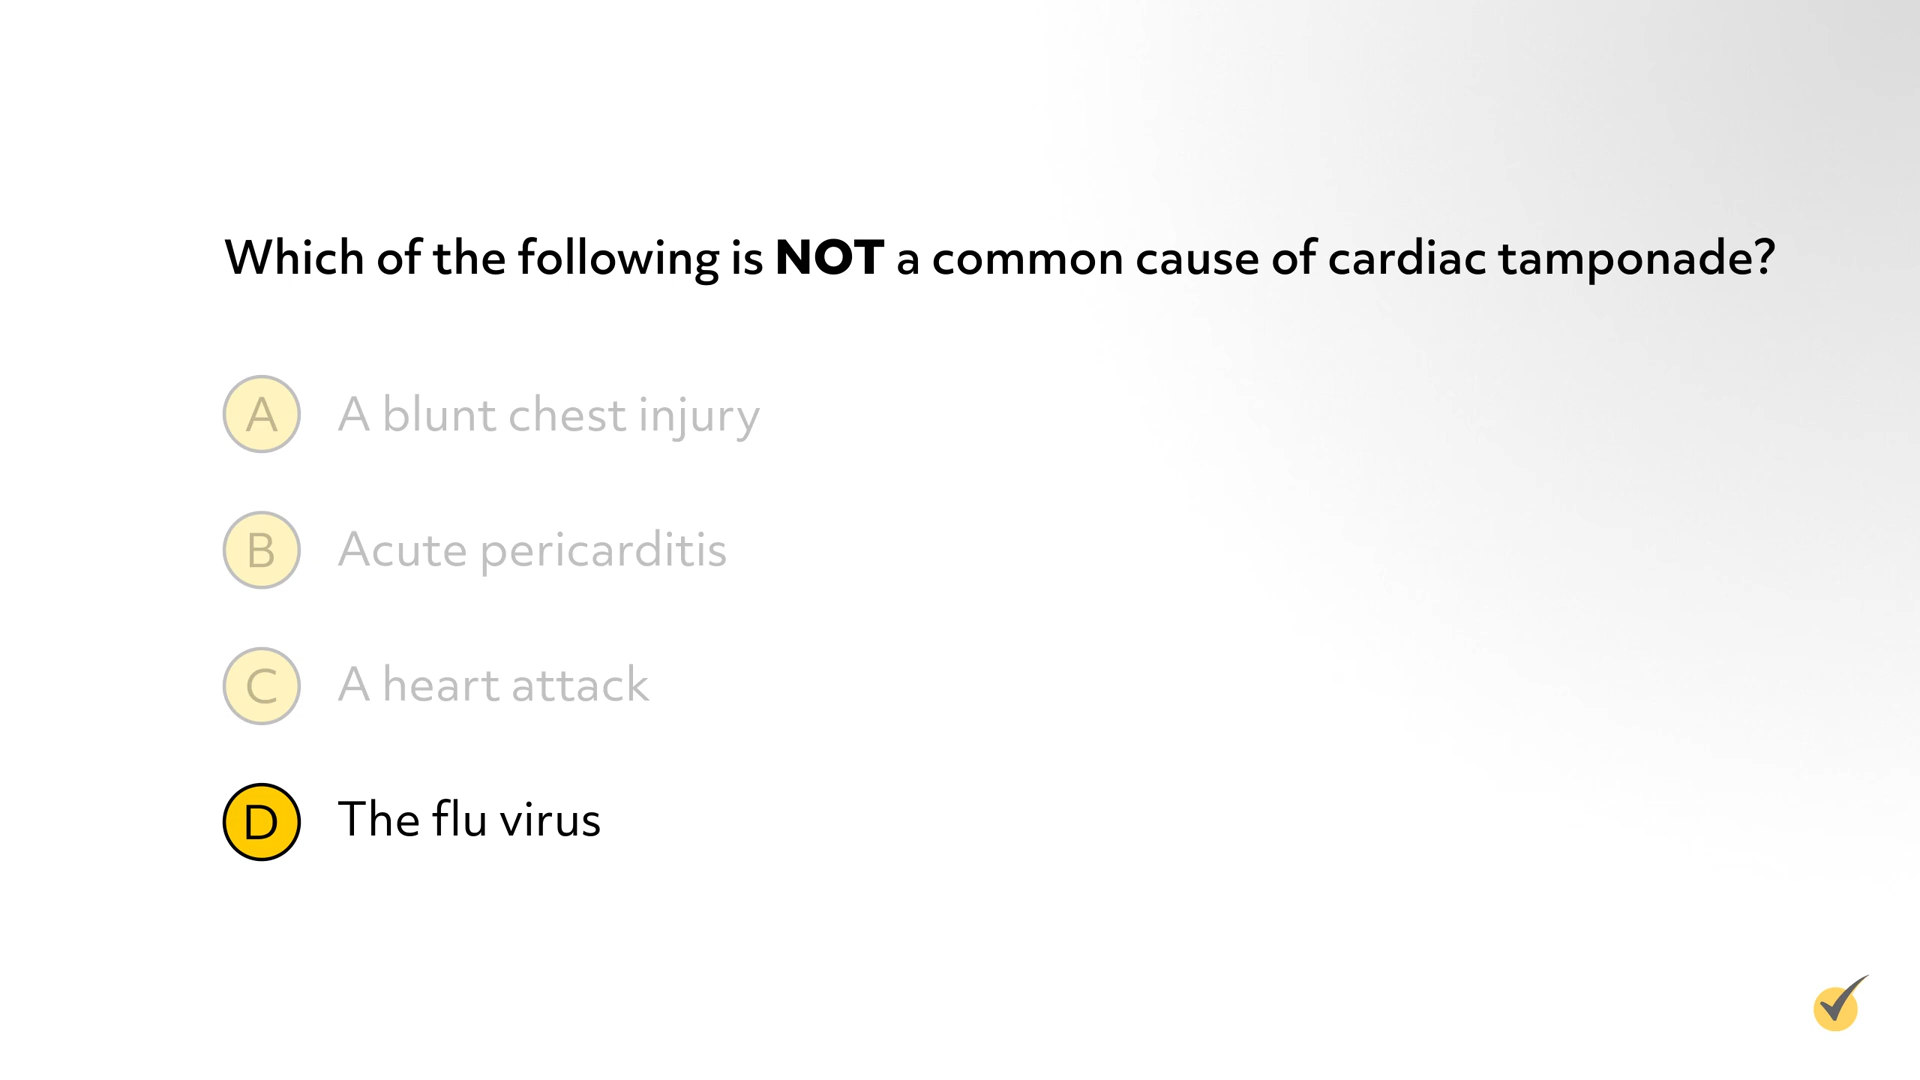 Which of the following is NOT a common cause of cardiac tamponade?
A A blunt chest injury
B Acute pericarditis
C A heart attack
D The flu virus